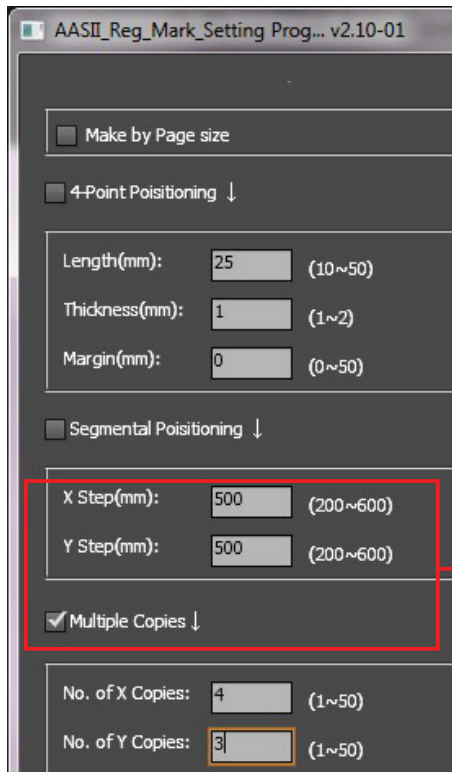 AASII_Reg_Mark_Setting Prog... v2.10-01
Make by Page size
4-Point Poisitioning ↓
Length(mm): 25 (10~50)
Thickness(mm): 1 (1~2)
Margin(mm): 0 (0~50)
Segmental Poisitioning ↓
X Step(mm): 500 (200~600)
Y Step(mm): 500 (200~600)
Multiple Copies ↓
No. of X Copies: 4 (1~50)
No. of Y Copies: 3 (1~50)